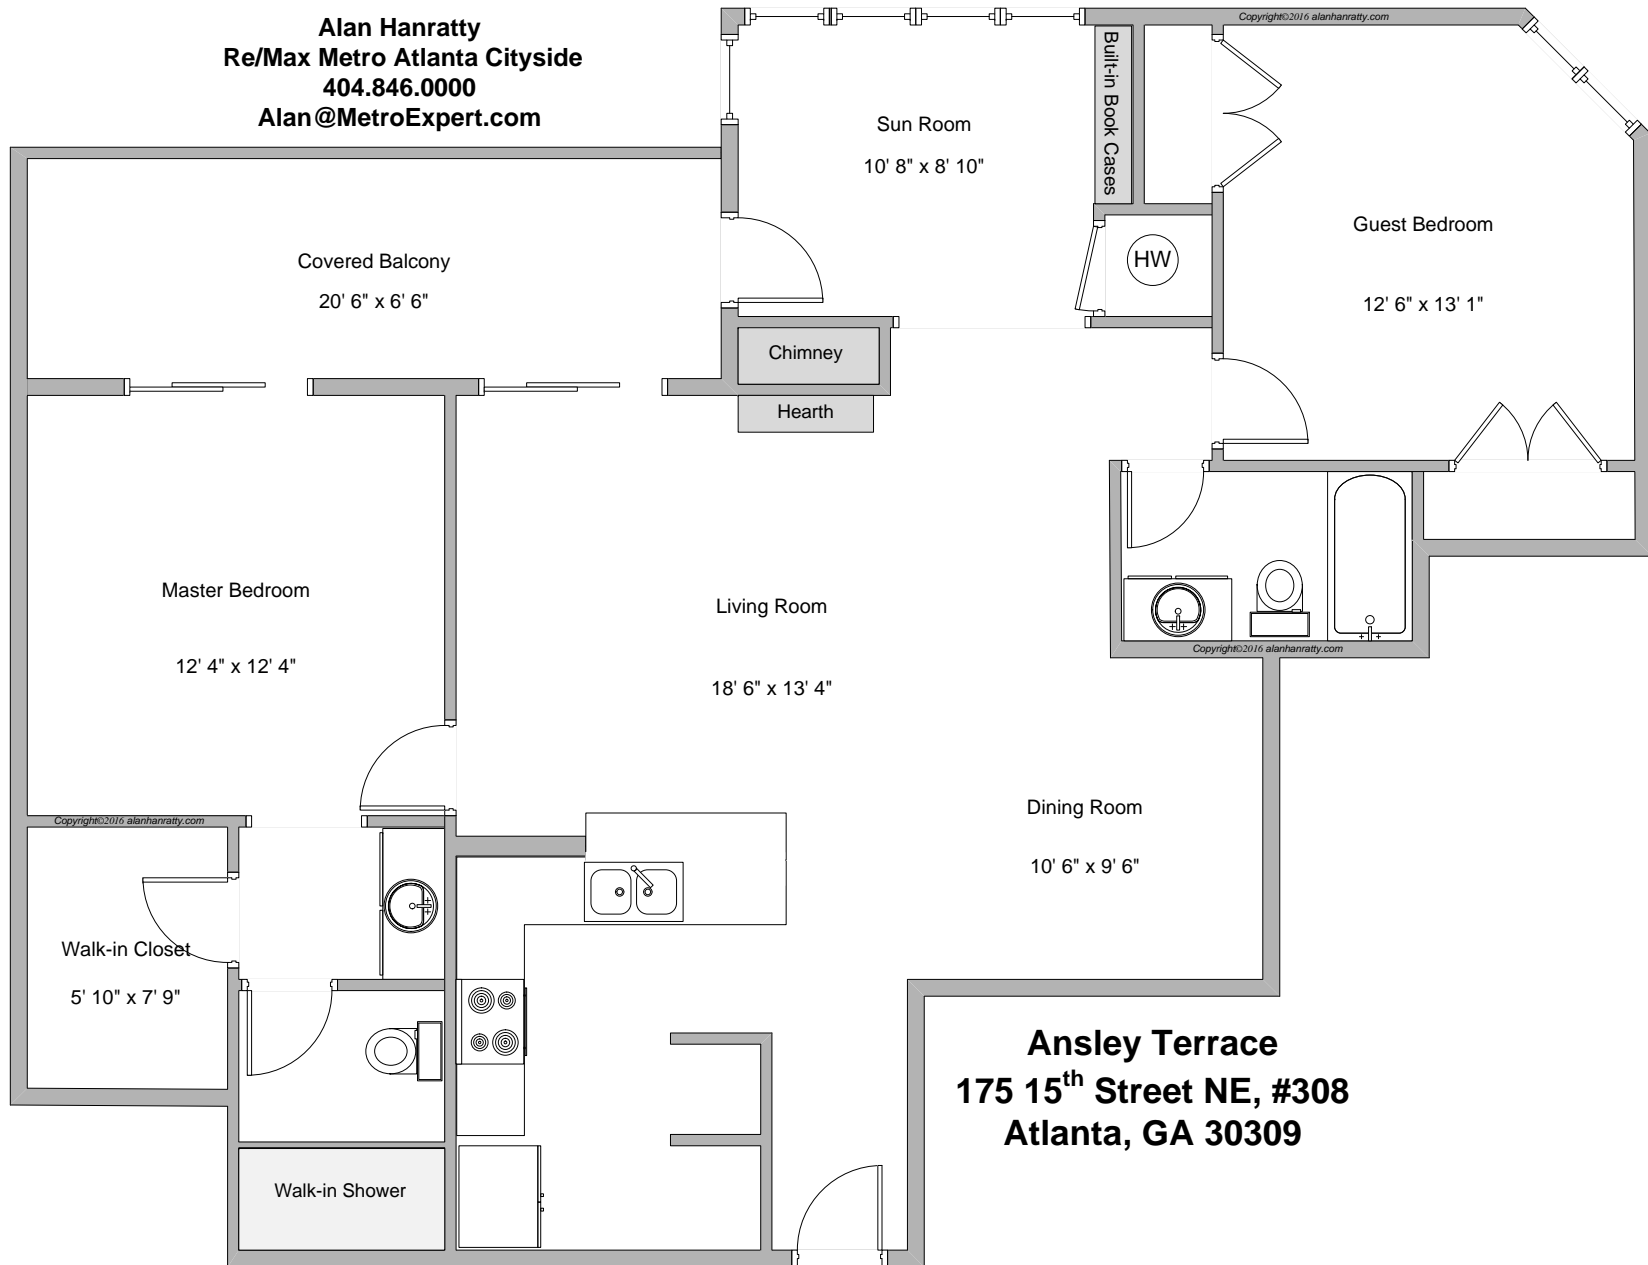 Alan Hanratty
Re/Max Metro Atlanta Cityside
404.846.0000
Alan@MetroExpert.com
Copyright©2016 alanhanratty.com
Built-in Book Cases
Sun Room
10' 8" x 8' 10"
Guest Bedroom
12' 6" x 13' 1"
HW
Covered Balcony
20' 6" x 6' 6"
Chimney
Hearth
Master Bedroom
12' 4" x 12' 4"
Living Room
18' 6" x 13' 4"
Copyright©2016 alanhanratty.com
Dining Room
10' 6" x 9' 6"
Copyright©2016 alanhanratty.com
Walk-in Closet
5' 10" x 7' 9"
Walk-in Shower
Ansley Terrace
175 15th Street NE, #308
Atlanta, GA 30309